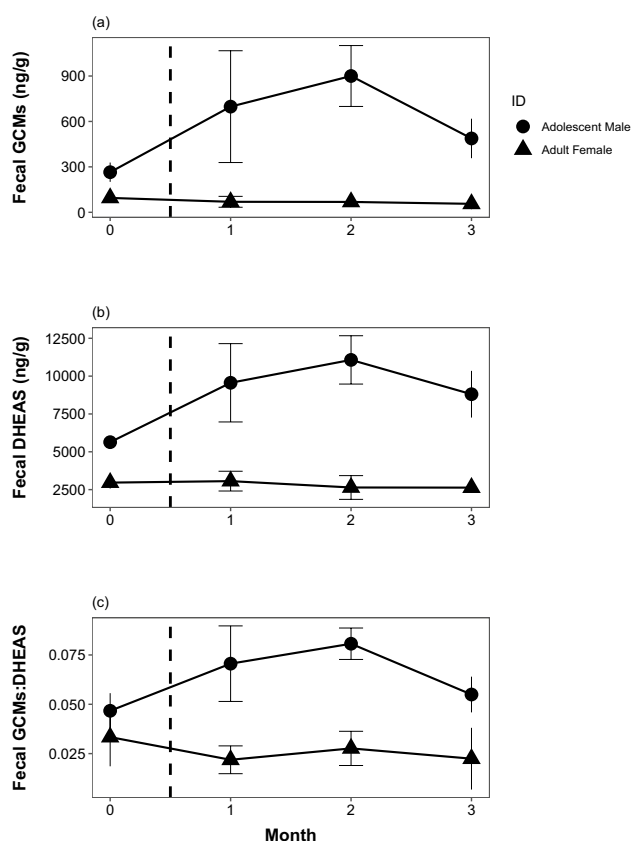 (a)
Fecal GCMs (ng/g)
900
600
300
0
0 1 2 3
ID
Adolescent Male
Adult Female
(b)
Fecal DHEAS (ng/g)
12500
10000
7500
5000
2500
0 1 2 3
(c)
Fecal GCMs:DHEAS
0.075
0.050
0.025
0 1 2 3
Month